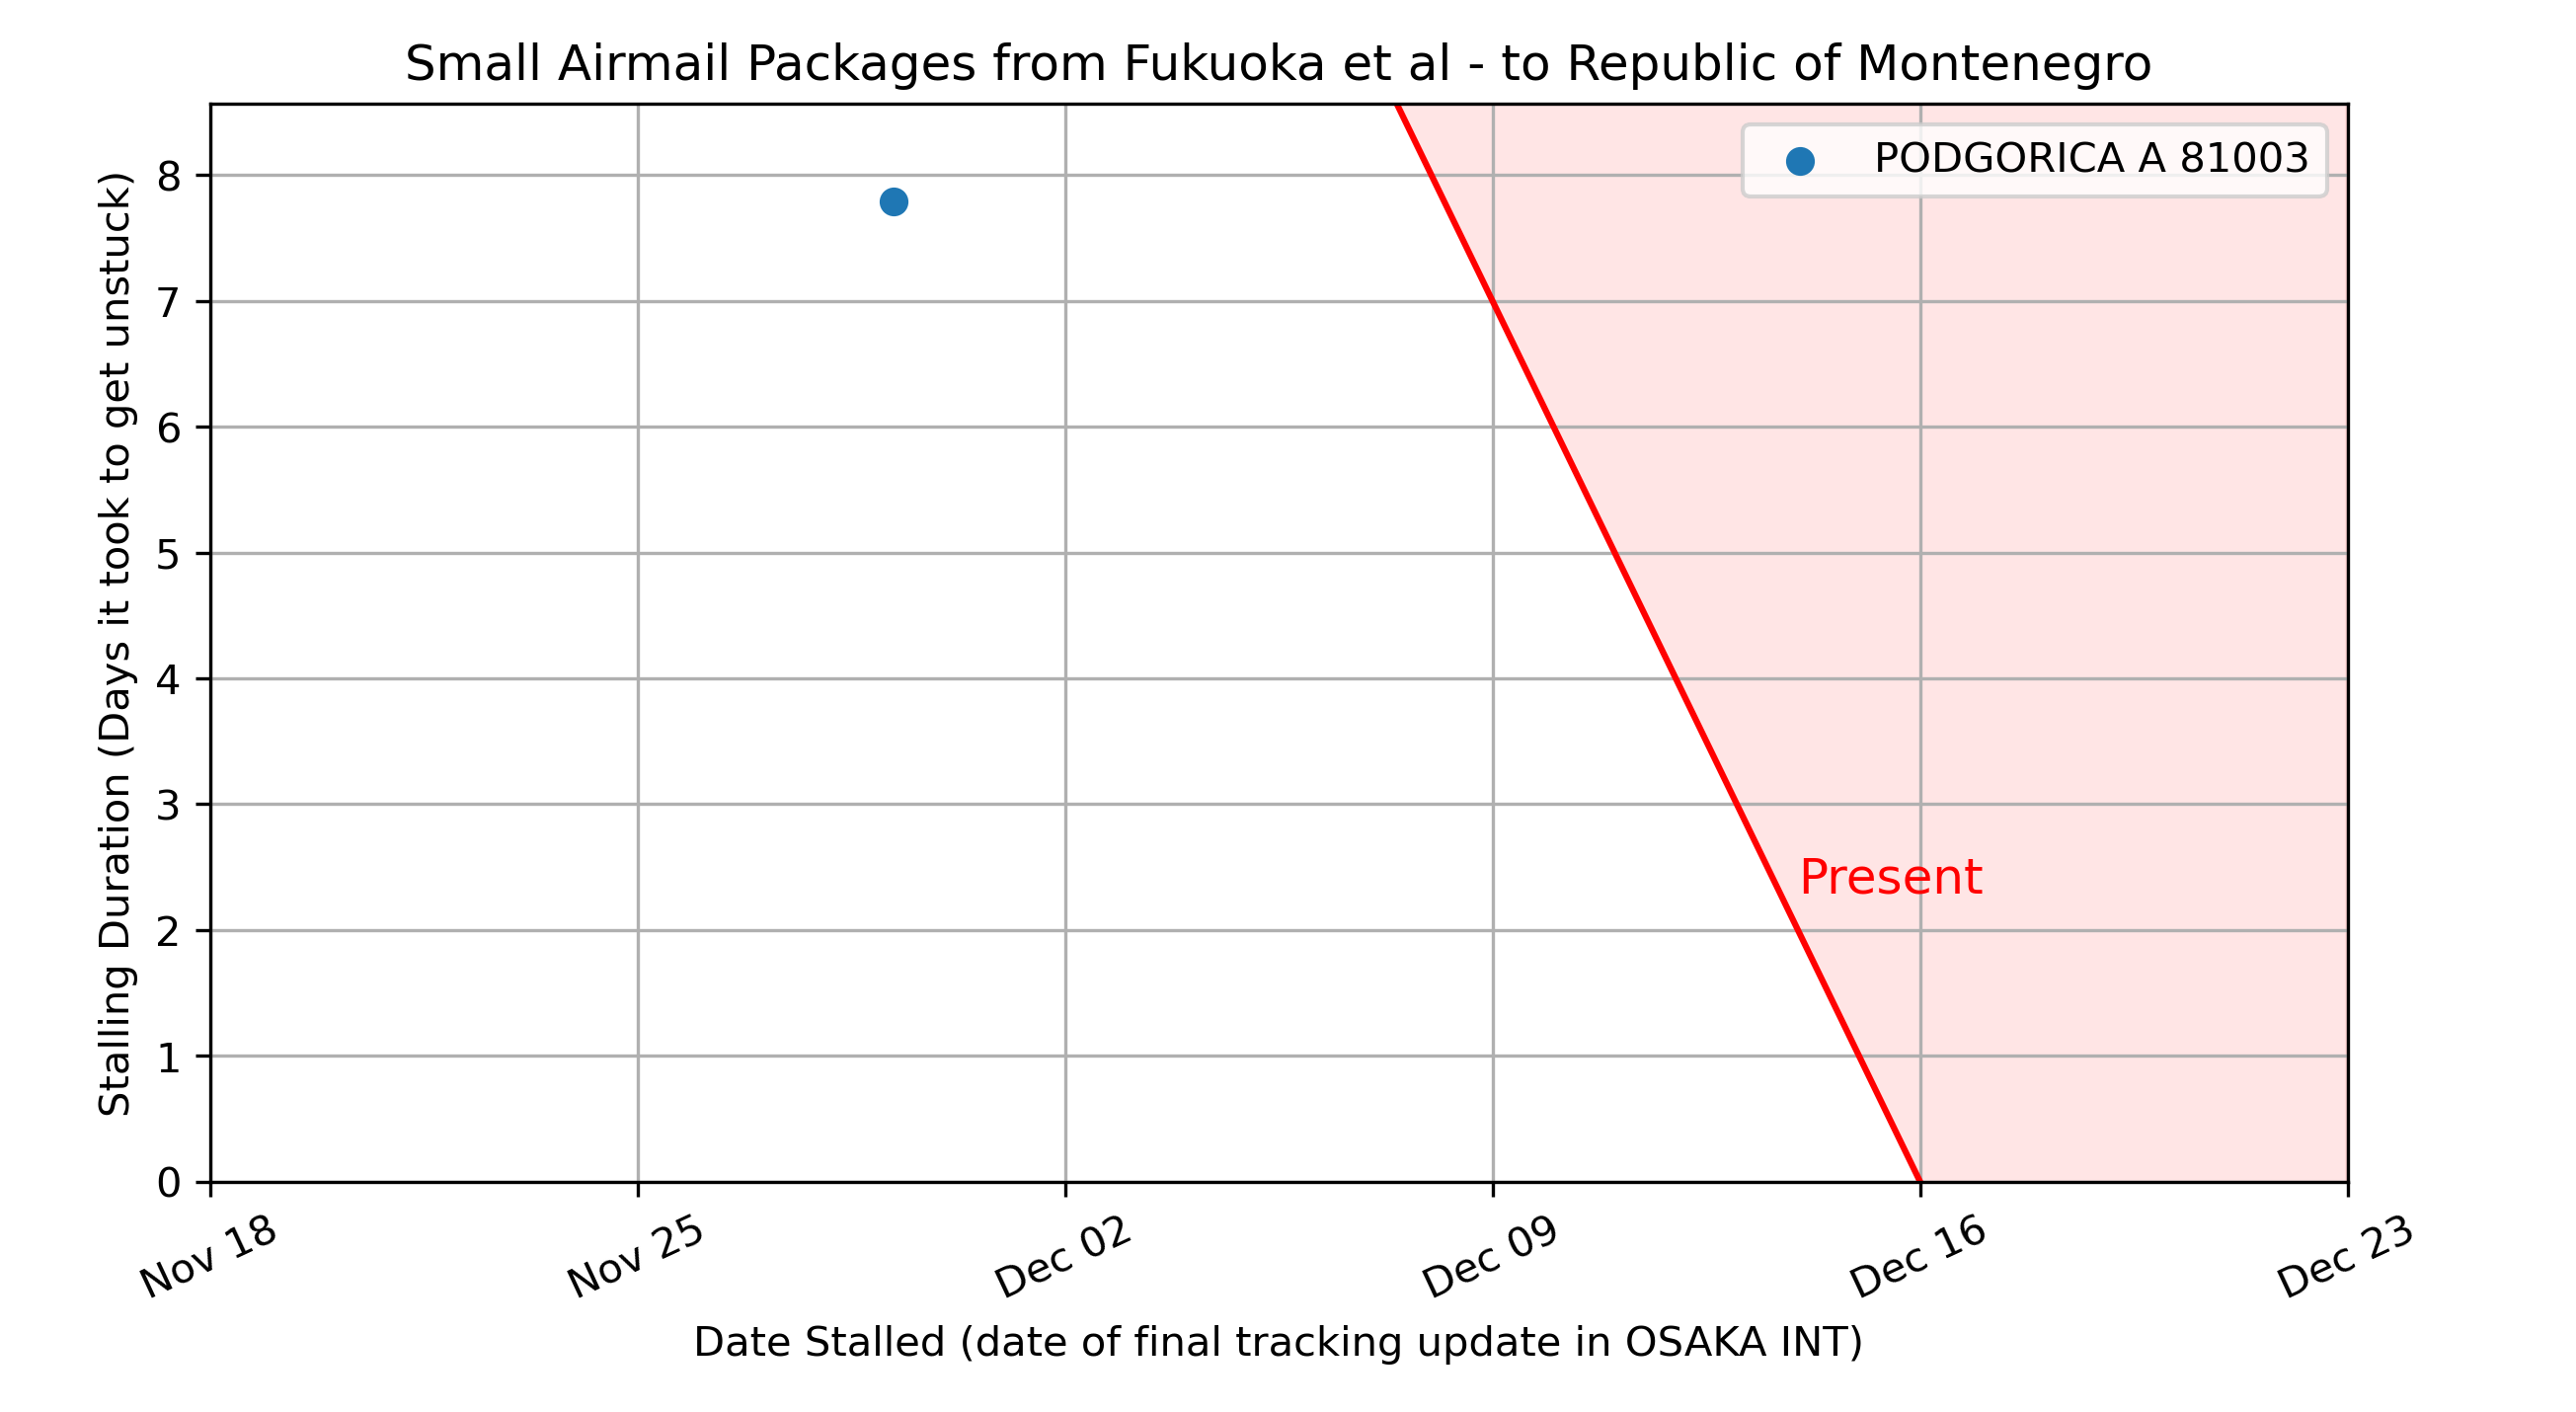 Small Airmail Packages from Fukuoka et al - to Republic of Montenegro
PODGORICA A 81003
Stalling Duration (Days it took to get unstuck)
8
7
6
5
4
3
2
1
0
Present
Nov 18
Nov 25
Dec 02
Dec 09
Dec 16
Dec 23
Date Stalled (date of final tracking update in OSAKA INT)